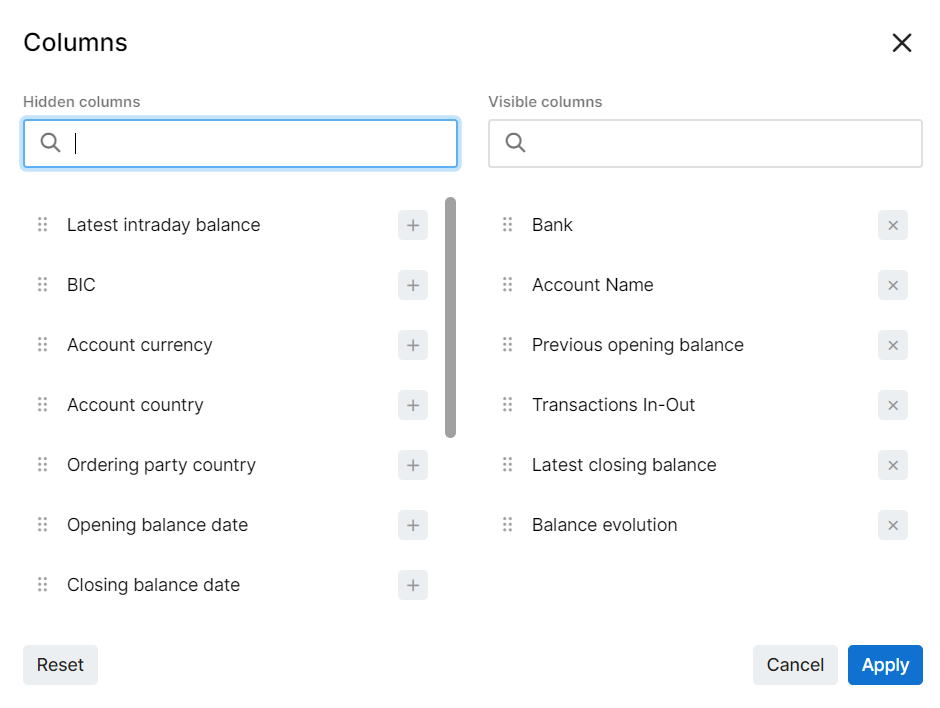 Columns
Hidden columns
Visible columns
Latest intraday balance
Bank
BIC
Account Name
Account currency
Previous opening balance
Account country
Transactions In-Out
Ordering party country
Latest closing balance
Opening balance date
Balance evolution
Closing balance date
Reset
Cancel
Apply